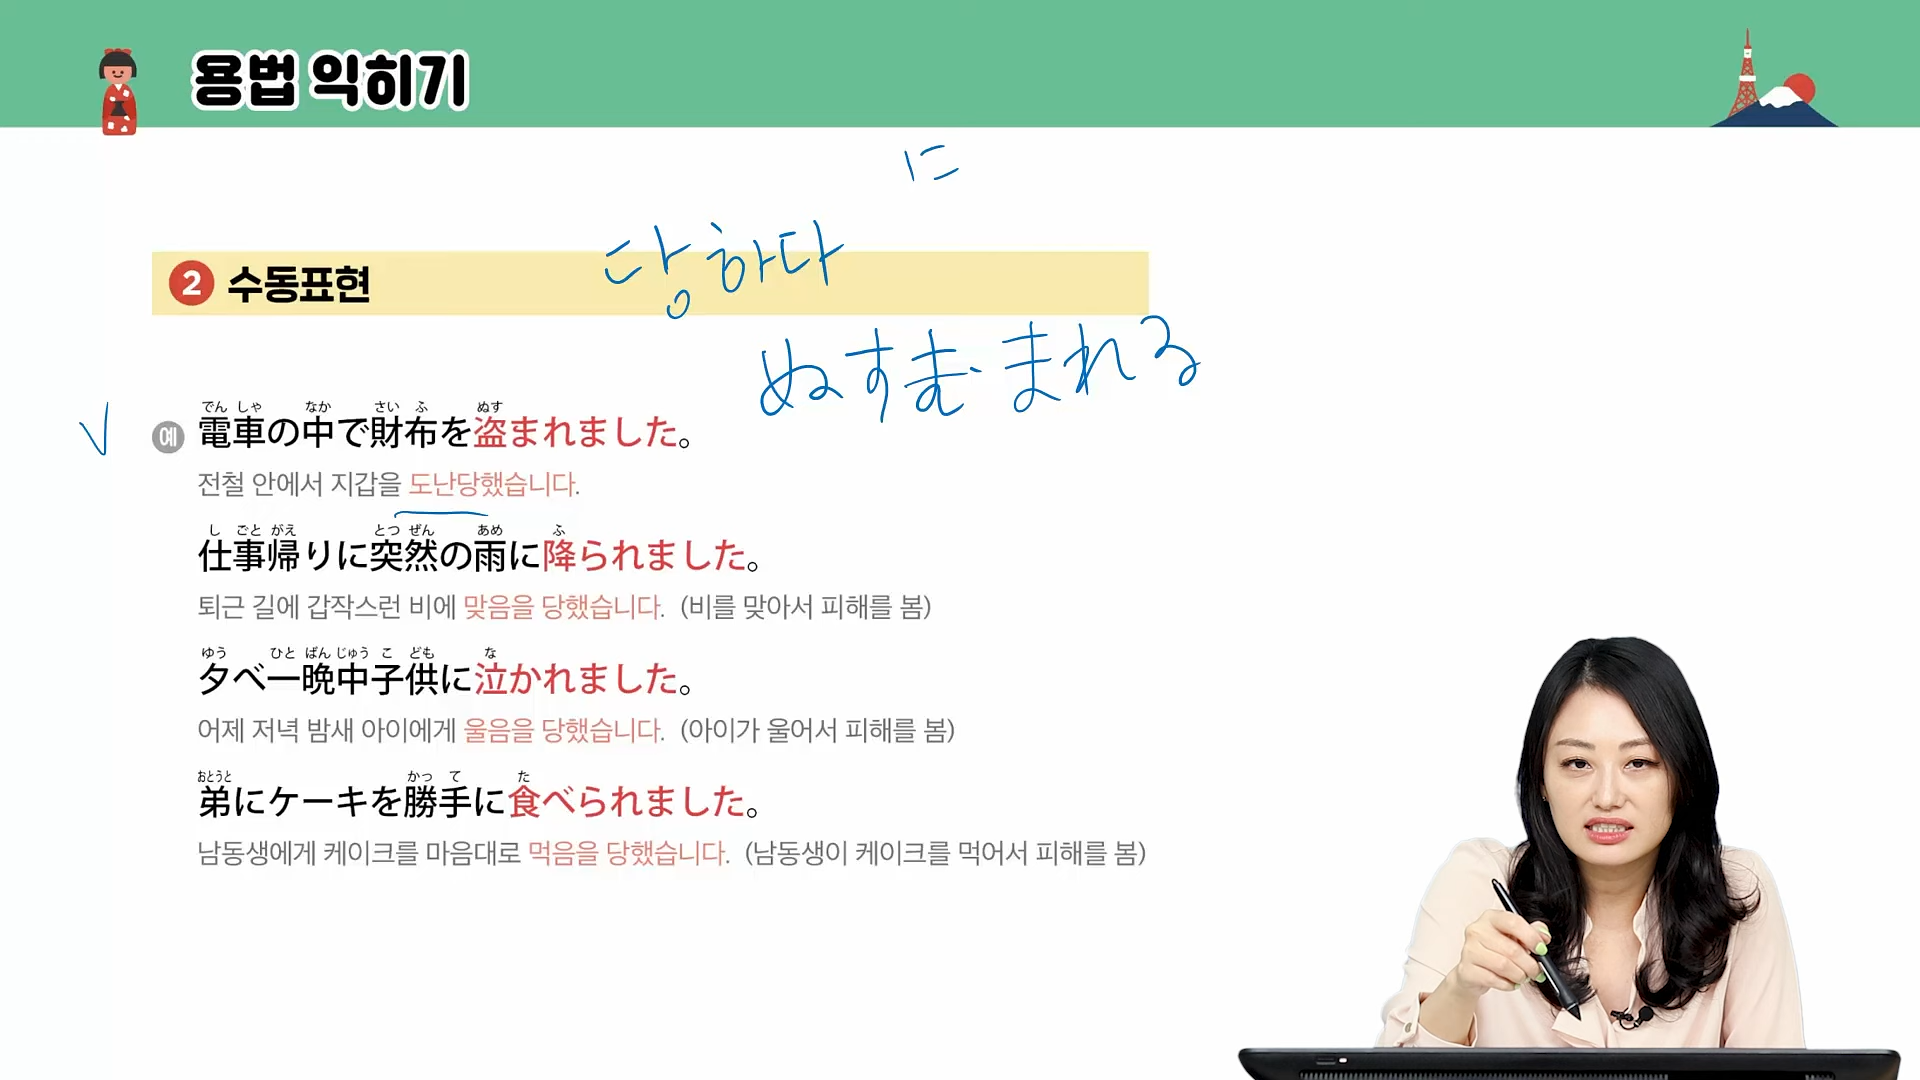 용법 익히기
に
당하다
2 수동표현
ぬすむ・まれる
でん しゃ なか さい ふ ぬす
예 電車の中で財布を盗まれました。
전철 안에서 지갑을 도난당했습니다.
し ごと がえ とつ ぜん あめ ふ
仕事帰りに突然の雨に降られました。
퇴근 길에 갑작스런 비에 맞음을 당했습니다. (비를 맞아서 피해를 봄)
ゆう ひと ばん じゅう こ ども な
夕べ一晩中子供に泣かれました。
어제 저녁 밤새 아이에게 울음을 당했습니다. (아이가 울어서 피해를 봄)
おとうと かっ て た
弟にケーキを勝手に食べられました。
남동생에게 케이크를 마음대로 먹음을 당했습니다. (남동생이 케이크를 먹어서 피해를 봄)